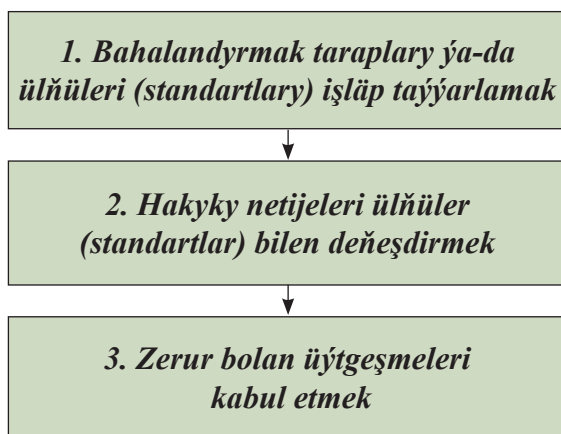 1. Bahalandyrmak taraplary ýa-da
ülňüleri (standartlary) işläp taýýarlamak
2. Hakyky netijeleri ülňüler
(standartlar) bilen deňeşdirmek
3. Zerur bolan üýtgeşmeleri
kabul etmek